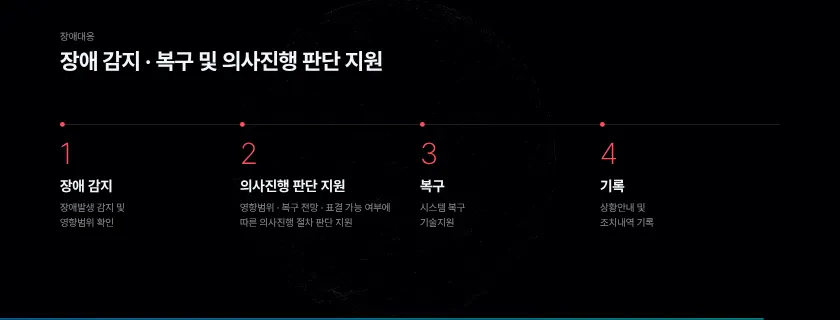 장애대응
장애 감지 · 복구 및 의사진행 판단 지원
1
장애 감지
장애발생 감지 및
영향범위 확인
2
의사진행 판단 지원
영향범위 · 복구 전망 · 표결 가능 여부에
따른 의사진행 절차 판단 지원
3
복구
시스템 복구
기술지원
4
기록
상황안내 및
조치내역 기록